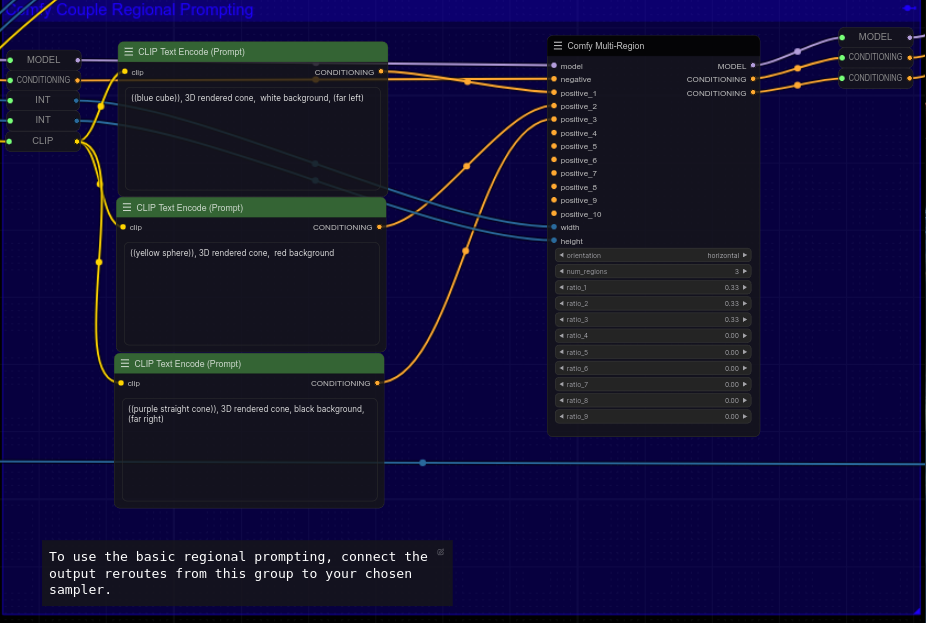 Comfy Couple Regional Prompting
MODEL
CONDITIONING
INT
INT
CLIP
CLIP Text Encode (Prompt)
clip
CONDITIONING
((blue cube)), 3D rendered cone, white background, (far left)
CLIP Text Encode (Prompt)
clip
CONDITIONING
((yellow sphere)), 3D rendered cone, red background
CLIP Text Encode (Prompt)
clip
CONDITIONING
((purple straight cone)), 3D rendered cone, black background,
(far right)
Comfy Multi-Region
model MODEL
negative CONDITIONING
positive_1 CONDITIONING
positive_2
positive_3
positive_4
positive_5
positive_6
positive_7
positive_8
positive_9
positive_10
width
height
orientation horizontal
num_regions 3
ratio_1 0.33
ratio_2 0.33
ratio_3 0.33
ratio_4 0.00
ratio_5 0.00
ratio_6 0.00
ratio_7 0.00
ratio_8 0.00
ratio_9 0.00
MODEL
CONDITIONING
CONDITIONING
To use the basic regional prompting, connect the
output reroutes from this group to your chosen
sampler.